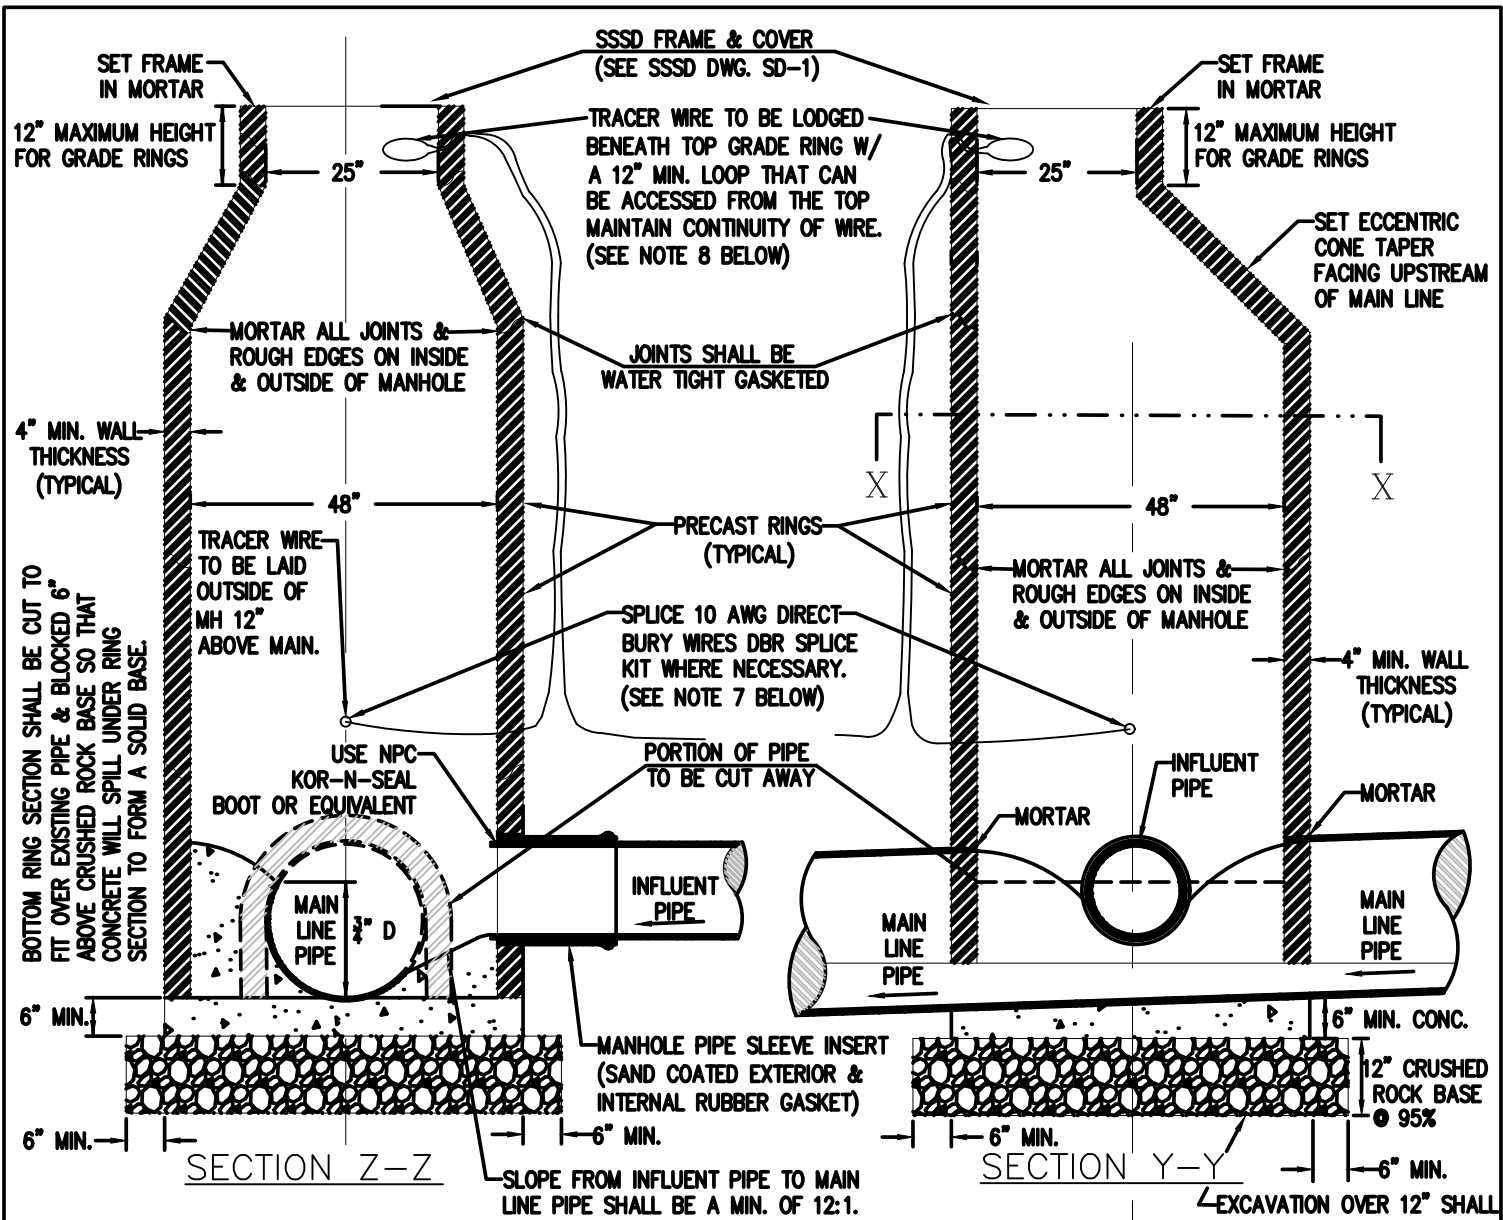 SET FRAME
IN MORTAR
12" MAXIMUM HEIGHT
FOR GRADE RINGS
25"
SSSD FRAME & COVER
(SEE SSSD DWG. SD-1)
TRACER WIRE TO BE LODGED
BENEATH TOP GRADE RING W/
A 12" MIN. LOOP THAT CAN
BE ACCESSED FROM THE TOP
MAINTAIN CONTINUITY OF WIRE.
(SEE NOTE 8 BELOW)
25"
SET FRAME
IN MORTAR
12" MAXIMUM HEIGHT
FOR GRADE RINGS
SET ECCENTRIC
CONE TAPER
FACING UPSTREAM
OF MAIN LINE
MORTAR ALL JOINTS &
ROUGH EDGES ON INSIDE
& OUTSIDE OF MANHOLE
JOINTS SHALL BE
WATER TIGHT GASKETED
4" MIN. WALL
THICKNESS
(TYPICAL)
X
X
48"
48"
PRECAST RINGS
(TYPICAL)
TRACER WIRE
TO BE LAID
OUTSIDE OF
MH 12"
ABOVE MAIN.
MORTAR ALL JOINTS &
ROUGH EDGES ON INSIDE
& OUTSIDE OF MANHOLE
BOTTOM RING SECTION SHALL BE CUT TO
FIT OVER EXISTING PIPE & BLOCKED 6"
ABOVE CRUSHED ROCK BASE SO THAT
CONCRETE WILL SPILL UNDER RING
SECTION TO FORM A SOLID BASE.
SPLICE 10 AWG DIRECT
BURY WIRES DBR SPLICE
KIT WHERE NECESSARY.
(SEE NOTE 7 BELOW)
4" MIN. WALL
THICKNESS
(TYPICAL)
USE NPC
KOR-N-SEAL
BOOT OR EQUIVALENT
PORTION OF PIPE
TO BE CUT AWAY
INFLUENT
PIPE
MORTAR
MORTAR
MAIN
LINE
PIPE
3/4" D
INFLUENT
PIPE
MAIN
LINE
PIPE
MAIN
LINE
PIPE
6" MIN.
6" MIN. CONC.
MANHOLE PIPE SLEEVE INSERT
(SAND COATED EXTERIOR &
INTERNAL RUBBER GASKET)
12" CRUSHED
ROCK BASE
@ 95%
6" MIN.
6" MIN.
6" MIN.
6" MIN.
SECTION Z-Z
SECTION Y-Y
SLOPE FROM INFLUENT PIPE TO MAIN
LINE PIPE SHALL BE A MIN. OF 12:1.
EXCAVATION OVER 12" SHALL